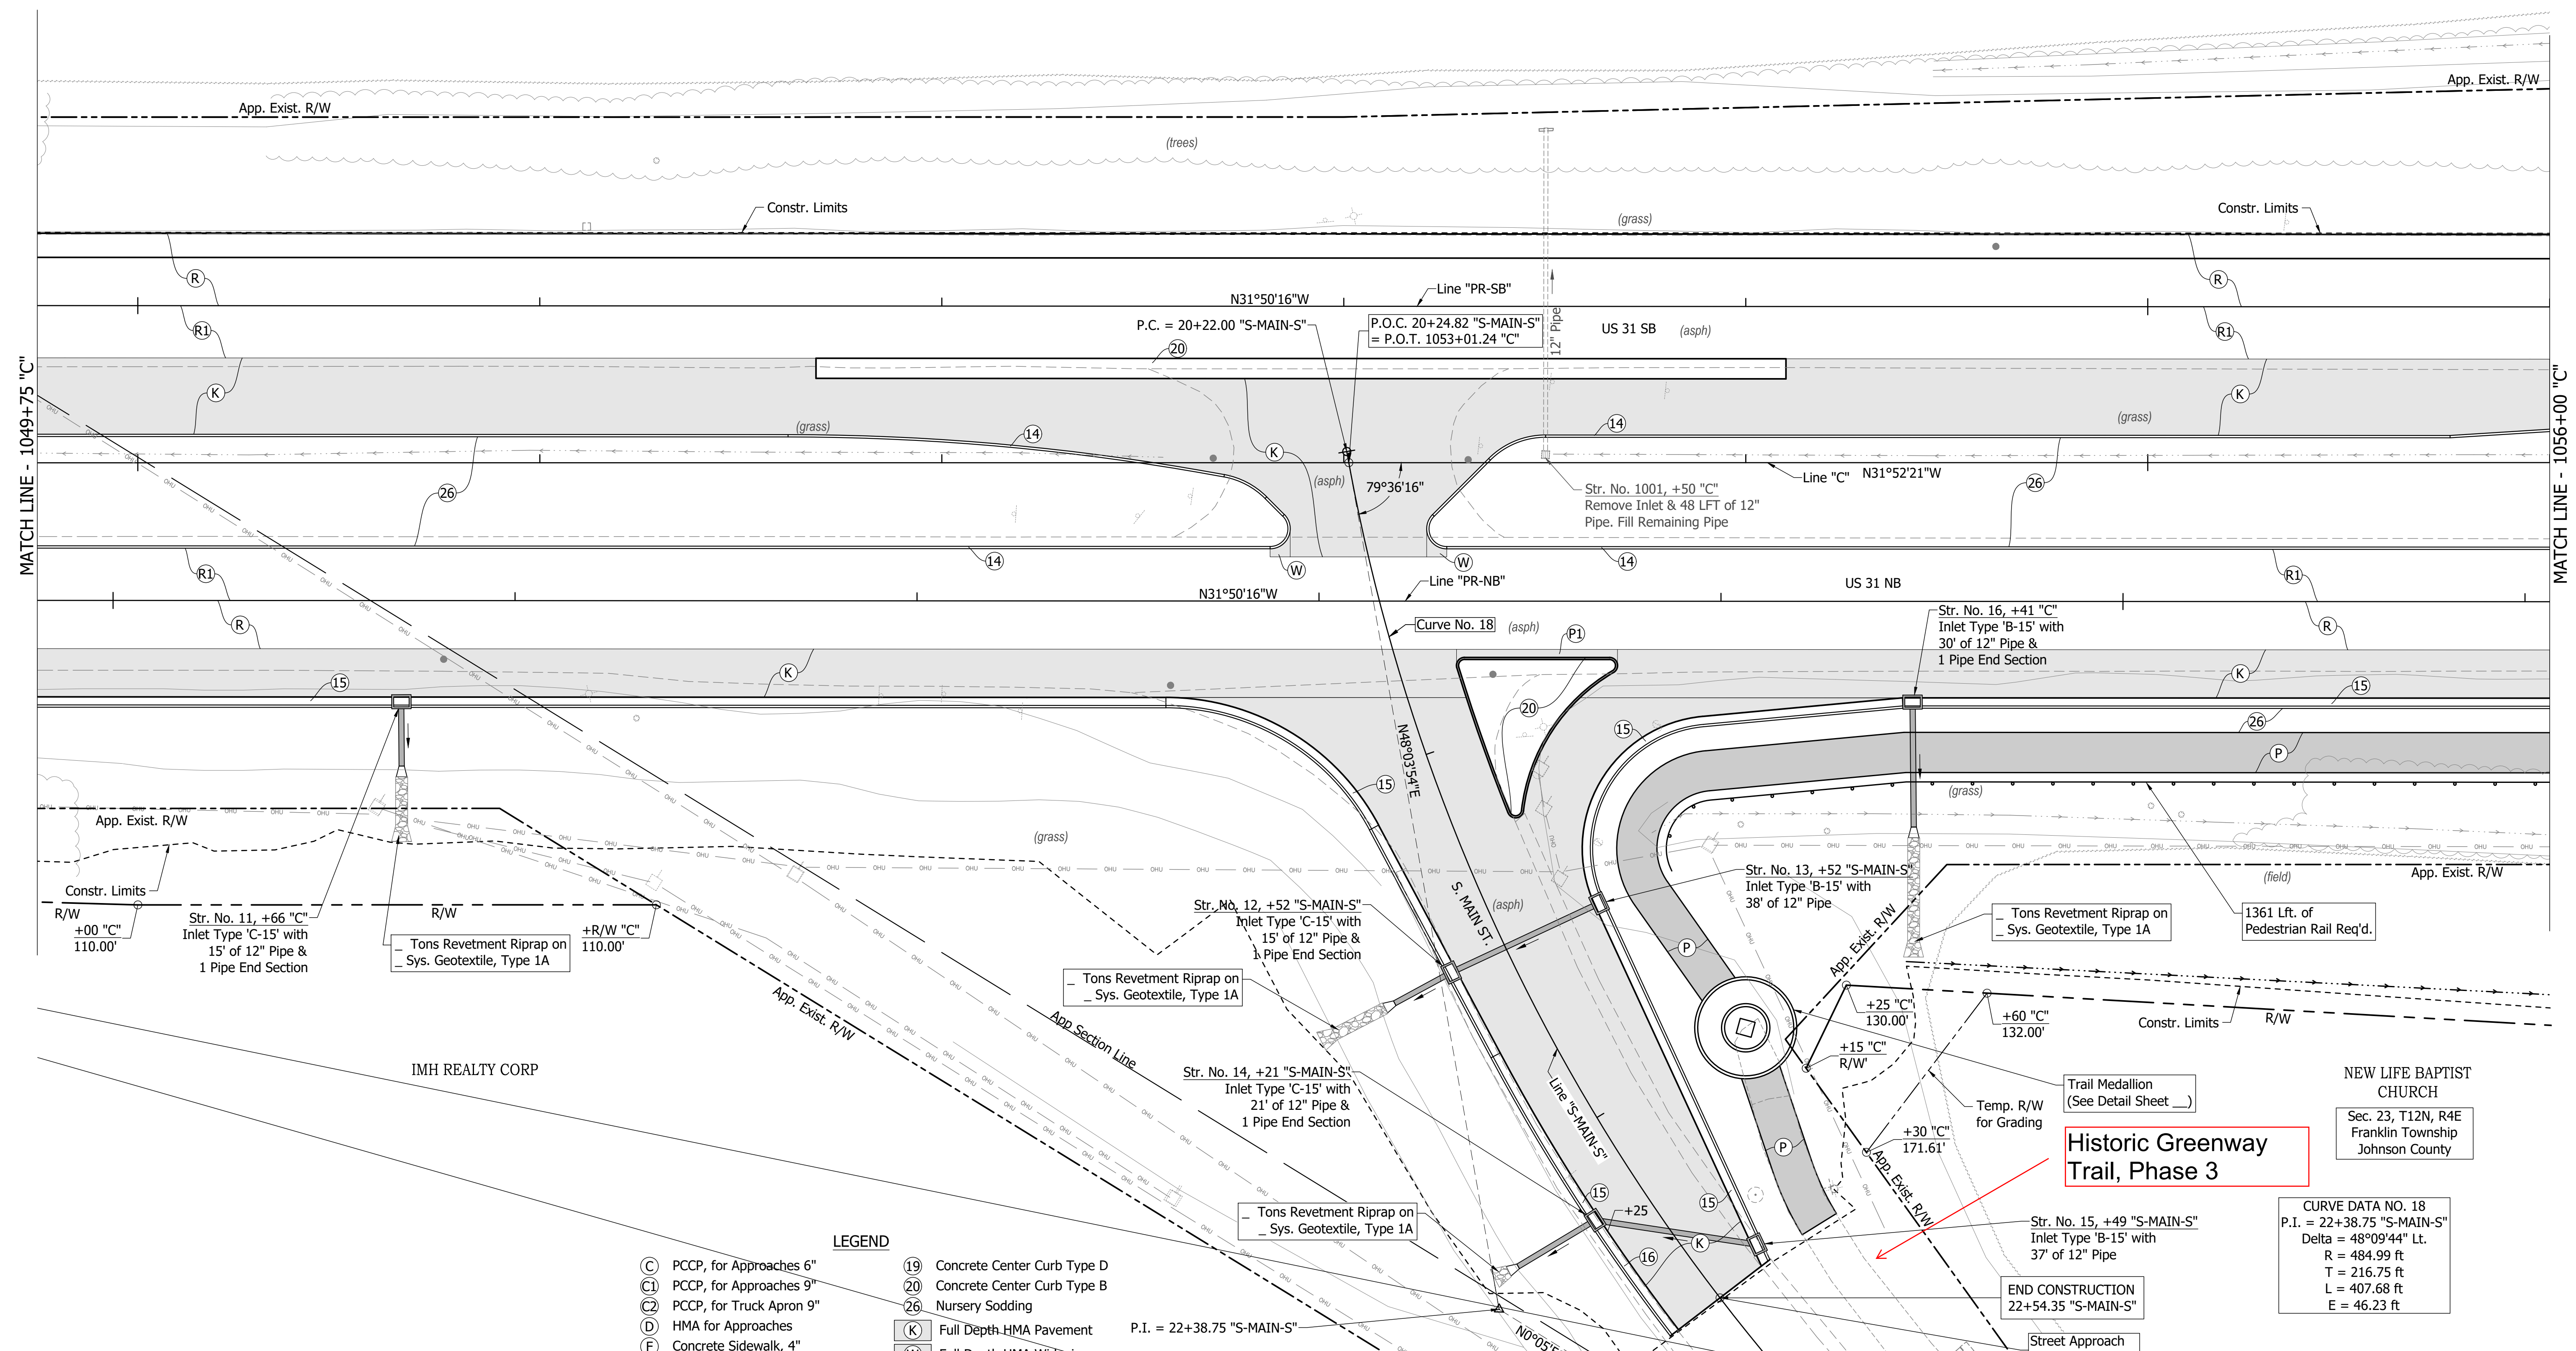 App. Exist. R/W
App. Exist. R/W
(trees)
Constr. Limits
(grass)
Constr. Limits
R
R
N31°50'16"W
Line "PR-SB"
R1
P.C. = 20+22.00 "S-MAIN-S"
P.O.C. 20+24.82 "S-MAIN-S"
= P.O.T. 1053+01.24 "C"
12" Pipe
US 31 SB
(asph)
R1
20
MATCH LINE - 1049+75 "C"
MATCH LINE - 1056+00 "C"
K
K
(grass)
(grass)
14
14
K
(asph)
79°36'16"
Line "C"
N31°52'21"W
26
26
Str. No. 1001, +50 "C"
Remove Inlet & 48 LFT of 12"
Pipe. Fill Remaining Pipe
14
W
W
14
R1
Line "PR-NB"
US 31 NB
R1
N31°50'16"W
R
Curve No. 18
(asph)
P1
Str. No. 16, +41 "C"
Inlet Type 'B-15' with
30' of 12" Pipe &
1 Pipe End Section
R
K
K
15
15
20
15
26
N48°03'54"E
P
15
(grass)
App. Exist. R/W
(grass)
OHU
Constr. Limits
R/W
R/W
+00 "C"
110.00'
Str. No. 11, +66 "C"
Inlet Type 'C-15' with
15' of 12" Pipe &
1 Pipe End Section
_ Tons Revetment Riprap on
_ Sys. Geotextile, Type 1A
+R/W "C"
110.00'
Str. No. 12, +52 "S-MAIN-S"
Inlet Type 'C-15' with
15' of 12" Pipe &
1 Pipe End Section
S. MAIN ST.
(asph)
Str. No. 13, +52 "S-MAIN-S"
Inlet Type 'B-15' with
38' of 12" Pipe
(field)
App. Exist. R/W
_ Tons Revetment Riprap on
_ Sys. Geotextile, Type 1A
1361 Lft. of
Pedestrian Rail Req'd.
P
App. Exist. R/W
_ Tons Revetment Riprap on
_ Sys. Geotextile, Type 1A
App. Exist. R/W
App Section Line
+25 "C"
130.00'
+60 "C"
132.00'
Constr. Limits
R/W
+15 "C"
R/W'
IMH REALTY CORP
Str. No. 14, +21 "S-MAIN-S"
Inlet Type 'C-15' with
21' of 12" Pipe &
1 Pipe End Section
Line "S-MAIN-S"
Trail Medallion
(See Detail Sheet __)
NEW LIFE BAPTIST
CHURCH
Temp. R/W
for Grading
Sec. 23, T12N, R4E
Franklin Township
Johnson County
+30 "C"
171.61'
P
App. Exist. R/W
Historic Greenway
Trail, Phase 3
_ Tons Revetment Riprap on
_ Sys. Geotextile, Type 1A
15
+25
15
K
16
Str. No. 15, +49 "S-MAIN-S"
Inlet Type 'B-15' with
37' of 12" Pipe
CURVE DATA NO. 18
P.I. = 22+38.75 "S-MAIN-S"
Delta = 48°09'44" Lt.
R = 484.99 ft
T = 216.75 ft
L = 407.68 ft
E = 46.23 ft
END CONSTRUCTION
22+54.35 "S-MAIN-S"
Street Approach
P.I. = 22+38.75 "S-MAIN-S"
LEGEND
C PCCP, for Approaches 6"
C1 PCCP, for Approaches 9"
C2 PCCP, for Truck Apron 9"
D HMA for Approaches
F Concrete Sidewalk, 4"
19 Concrete Center Curb Type D
20 Concrete Center Curb Type B
26 Nursery Sodding
K Full Depth HMA Pavement